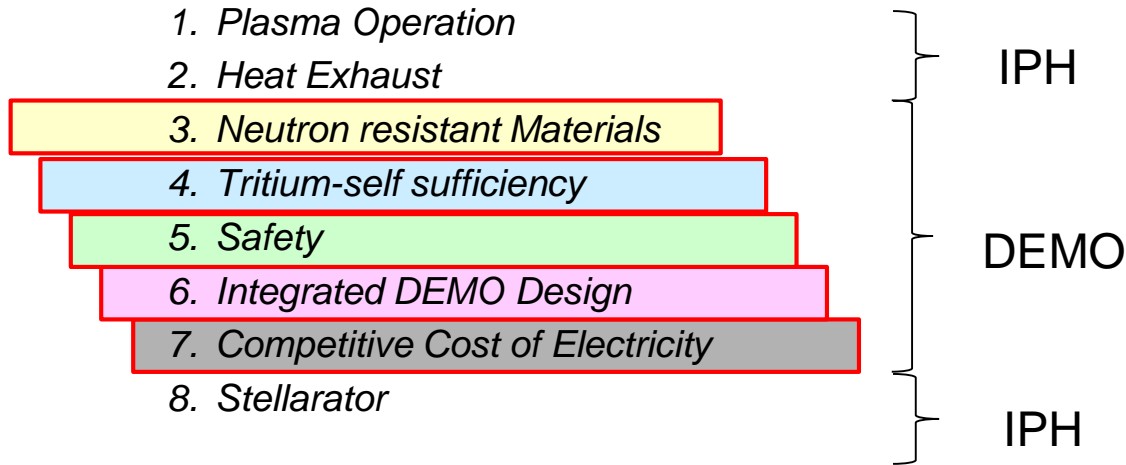 1. Plasma Operation
2. Heat Exhaust
IPH
3. Neutron resistant Materials
4. Tritium-self sufficiency
5. Safety
6. Integrated DEMO Design
7. Competitive Cost of Electricity
DEMO
8. Stellarator
IPH